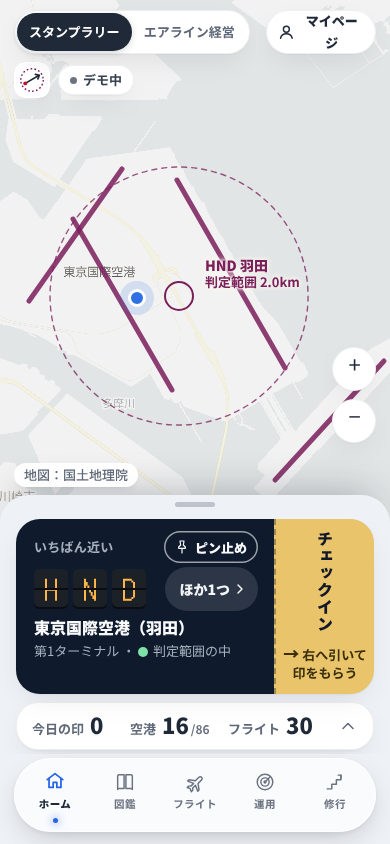 スタンプラリー
エアライン経営
マイペー
ジ
デモ中
東京国際空港
HND 羽田
判定範囲 2.0km
多摩川
+
−
地図：国土地理院
川崎市
いちばん近い
ピン止め
HND
ほか1つ
東京国際空港（羽田）
第1ターミナル ・ 判定範囲の中
チェックイン
→ 右へ引いて
印をもらう
今日の印 0
空港 16/86
フライト 30
ホーム
図鑑
フライト
運用
修行